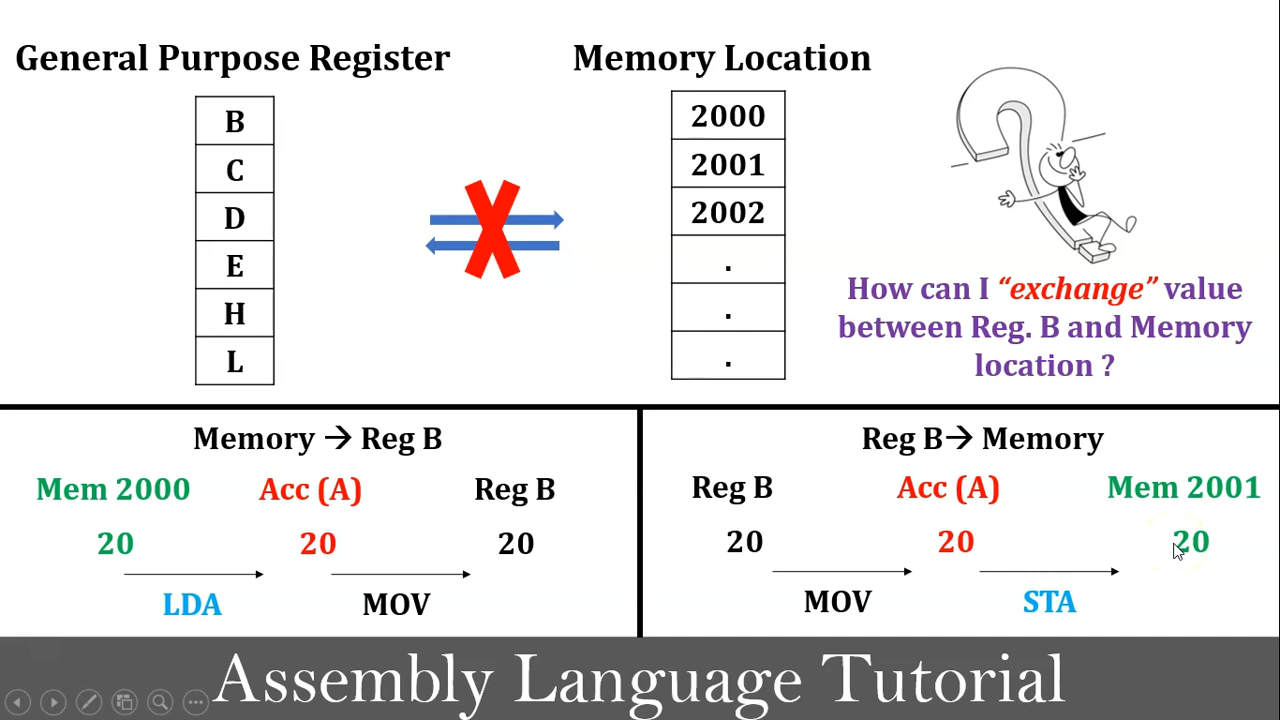 General Purpose Register
B
C
D
E
H
L
Memory Location
2000
2001
2002
.
.
.
How can I “exchange” value
between Reg. B and Memory
location ?
Memory → Reg B
Mem 2000 Acc (A) Reg B
20 20 20
LDA MOV
Reg B→ Memory
Reg B Acc (A) Mem 2001
20 20 20
MOV STA
Assembly Language Tutorial